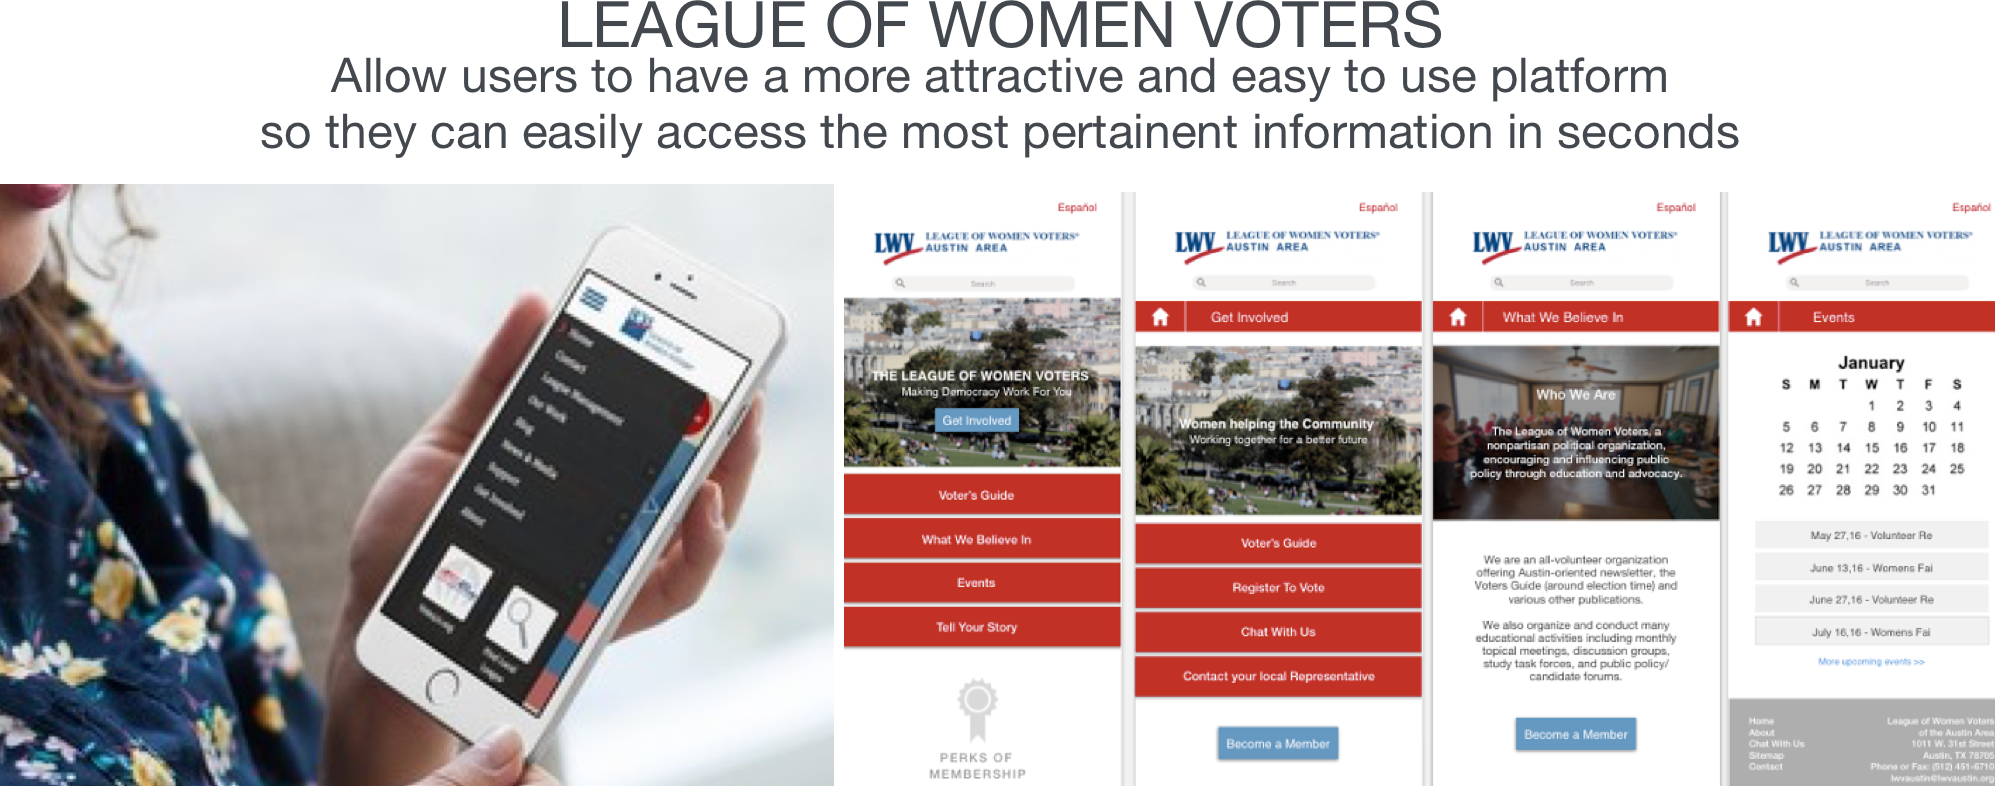 LEAGUE OF WOMEN VOTERS
Allow users to have a more attractive and easy to use platform
so they can easily access the most pertainent information in seconds
Home
Contact
League Management
Our Work
Blog
News & Media
Support
Get Involved
About
Español
LWV LEAGUE OF WOMEN VOTERS®
AUSTIN AREA
Search
THE LEAGUE OF WOMEN VOTERS
Making Democracy Work For You
Get Involved
Voter's Guide
What We Believe In
Events
Tell Your Story
PERKS OF
MEMBERSHIP
Español
LWV LEAGUE OF WOMEN VOTERS®
AUSTIN AREA
Search
Get Involved
Women helping the Community
Working together for a better future
Voter's Guide
Register To Vote
Chat With Us
Contact your local Representative
Become a Member
Español
LWV LEAGUE OF WOMEN VOTERS®
AUSTIN AREA
Search
What We Believe In
Who We Are
The League of Women Voters, a
nonpartisan political organization,
encouraging and influencing public
policy through education and advocacy.
We are an all-volunteer organization
offering Austin-oriented newsletter, the
Voters Guide (around election time) and
various other publications.
We also organize and conduct many
educational activities including monthly
topical meetings, discussion groups,
study task forces, and public policy/
candidate forums.
Become a Member
Español
LWV LEAGUE OF WOMEN VOTERS®
AUSTIN AREA
Search
Events
January
S M T W T F S
1 2 3 4
5 6 7 8 9 10 11
12 13 14 15 16 17 18
19 20 21 22 23 24 25
26 27 28 29 30 31
May 27,16 - Volunteer Re
June 13,16 - Womens Fai
June 27,16 - Volunteer Re
July 16,16 - Womens Fai
More upcoming events >>
Home
About
Chat With Us
Sitemap
Contact
League of Women Voters
of the Austin Area
1011 W. 31st Street
Austin, TX 78705
Phone or Fax: (512) 451-6710
lwvaustin@lwvaustin.org